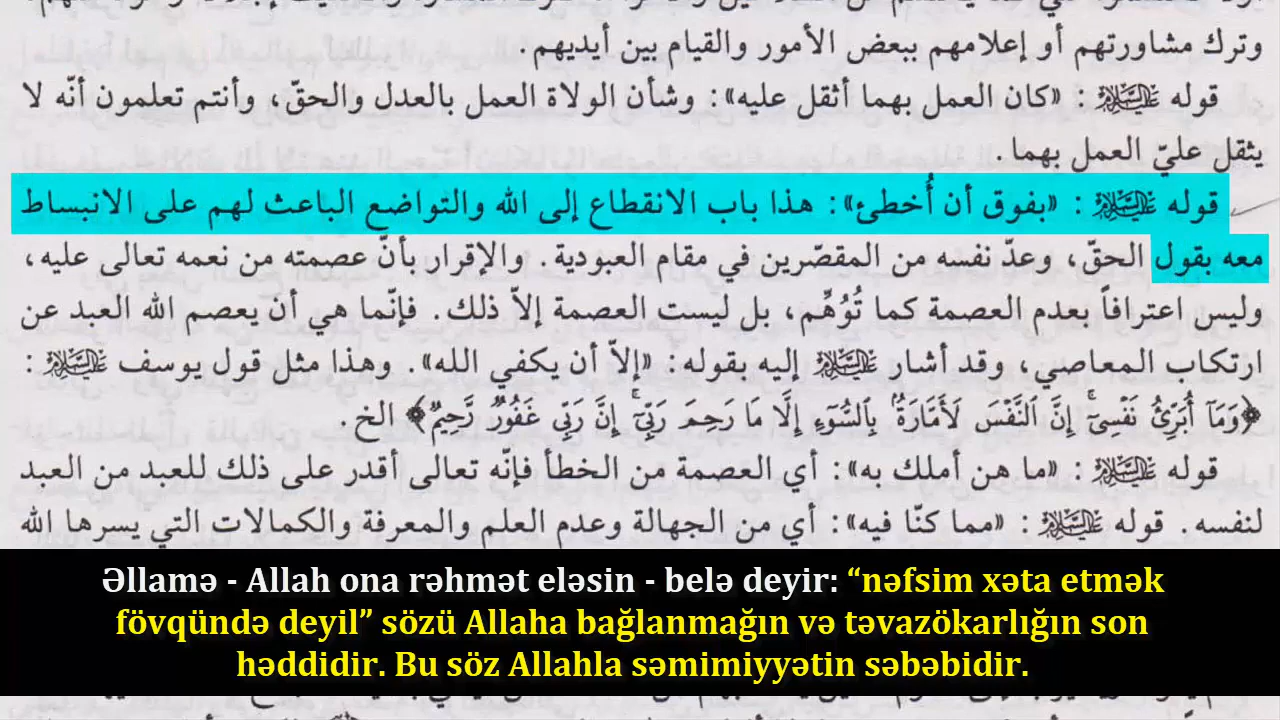 وترك مشاورتهم أو إعلامهم ببعض الأمور والقيام بين أيديهم.
قوله عليه السلام: «كان العمل بهما أثقل عليه»: وشأن الولاة العمل بالعدل والحقّ، وأنتم تعلمون أنّه لا
يثقل عليّ العمل بهما.
قوله عليه السلام: «بفوق أن أُخطئ»: هذا باب الانقطاع إلى الله والتواضع الباعث لهم على الانبساط
معه بقول الحقّ، وعدّ نفسه من المقصّرين في مقام العبودية. والإقرار بأنّ عصمته من نعمه تعالى عليه،
وليس اعترافاً بعدم العصمة كما تُوُهِّم، بل ليست العصمة إلاّ ذلك. فإنّما هي أن يعصم الله العبد عن
ارتكاب المعاصي، وقد أشار عليه السلام إليه بقوله: «إلاّ أن يكفي الله». وهذا مثل قول يوسف عليه السلام:
﴿وَمَآ أُبَرِّئُ نَفْسِىٓ ۚ إِنَّ ٱلنَّفْسَ لَأَمَّارَةٌۢ بِٱلسُّوٓءِ إِلَّا مَا رَحِمَ رَبِّىٓ ۚ إِنَّ رَبِّى غَفُورٌ رَّحِيمٌ﴾ الخ.
قوله عليه السلام: «ما هن أملك به»: أي العصمة من الخطأ فإنّه تعالى أقدر على ذلك للعبد من العبد
لنفسه. قوله عليه السلام: «مما كنّا فيه»: أي من الجهالة وعدم العلم والمعرفة والكمالات التي يسرها الله
Əllamə - Allah ona rəhmət eləsin - belə deyir: “nəfsim xəta etmək
fövqündə deyil” sözü Allaha bağlanmağın və təvazökarlığın son
həddidir. Bu söz Allahla səmimiyyətin səbəbidir.